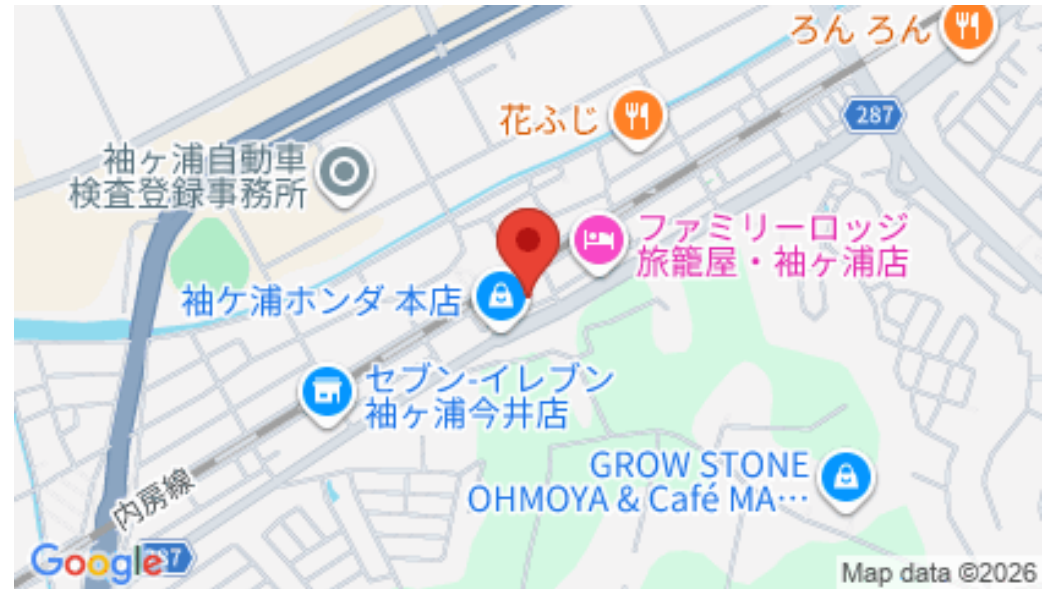 ろん ろん
花ふじ
287
袖ヶ浦自動車
検査登録事務所
ファミリーロッジ
旅籠屋・袖ヶ浦店
袖ケ浦ホンダ 本店
セブン-イレブン
袖ヶ浦今井店
GROW STONE
OHMOYA & Café MA…
内房線
Google
287
Map data ©2026